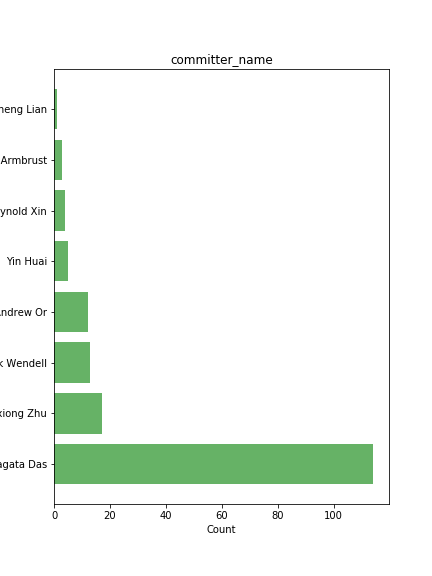 committer_name
heng Lian
Armbrust
ynold Xin
Yin Huai
Andrew Or
k Wendell
xiong Zhu
agata Das
0 20 40 60 80 100
Count